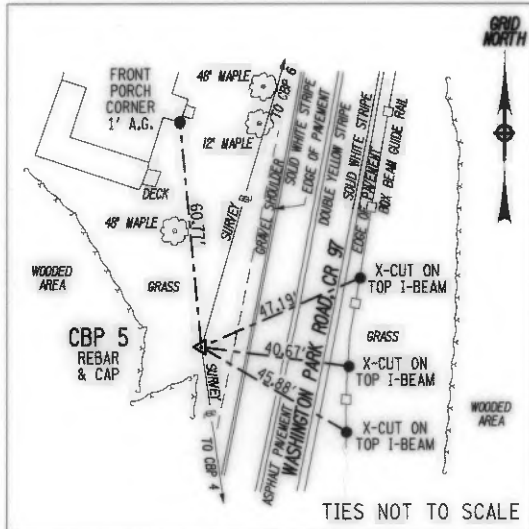 GRID
NORTH
FRONT
PORCH
CORNER
1' A.G.
48" MAPLE
12" MAPLE
TO CBP 6
SOLID WHITE STRIPE
EDGE OF PAVEMENT
DOUBLE YELLOW STRIPE
SOLID WHITE STRIPE
EDGE OF PAVEMENT
BOX BEAM GUIDE RAIL
DECK
60.77'
SURVEY
GRAVEL SHOULDER
48" MAPLE
WOODED
AREA
GRASS
47.19'
X-CUT ON
TOP I-BEAM
CBP 5
REBAR
& CAP
40.67'
GRASS
X-CUT ON
TOP I-BEAM
45.88'
SURVEY
WASHINGTON PARK ROAD, CR 97
WOODED
AREA
X-CUT ON
TOP I-BEAM
ASPHALT PAVEMENT
TO CBP 4
TIES NOT TO SCALE